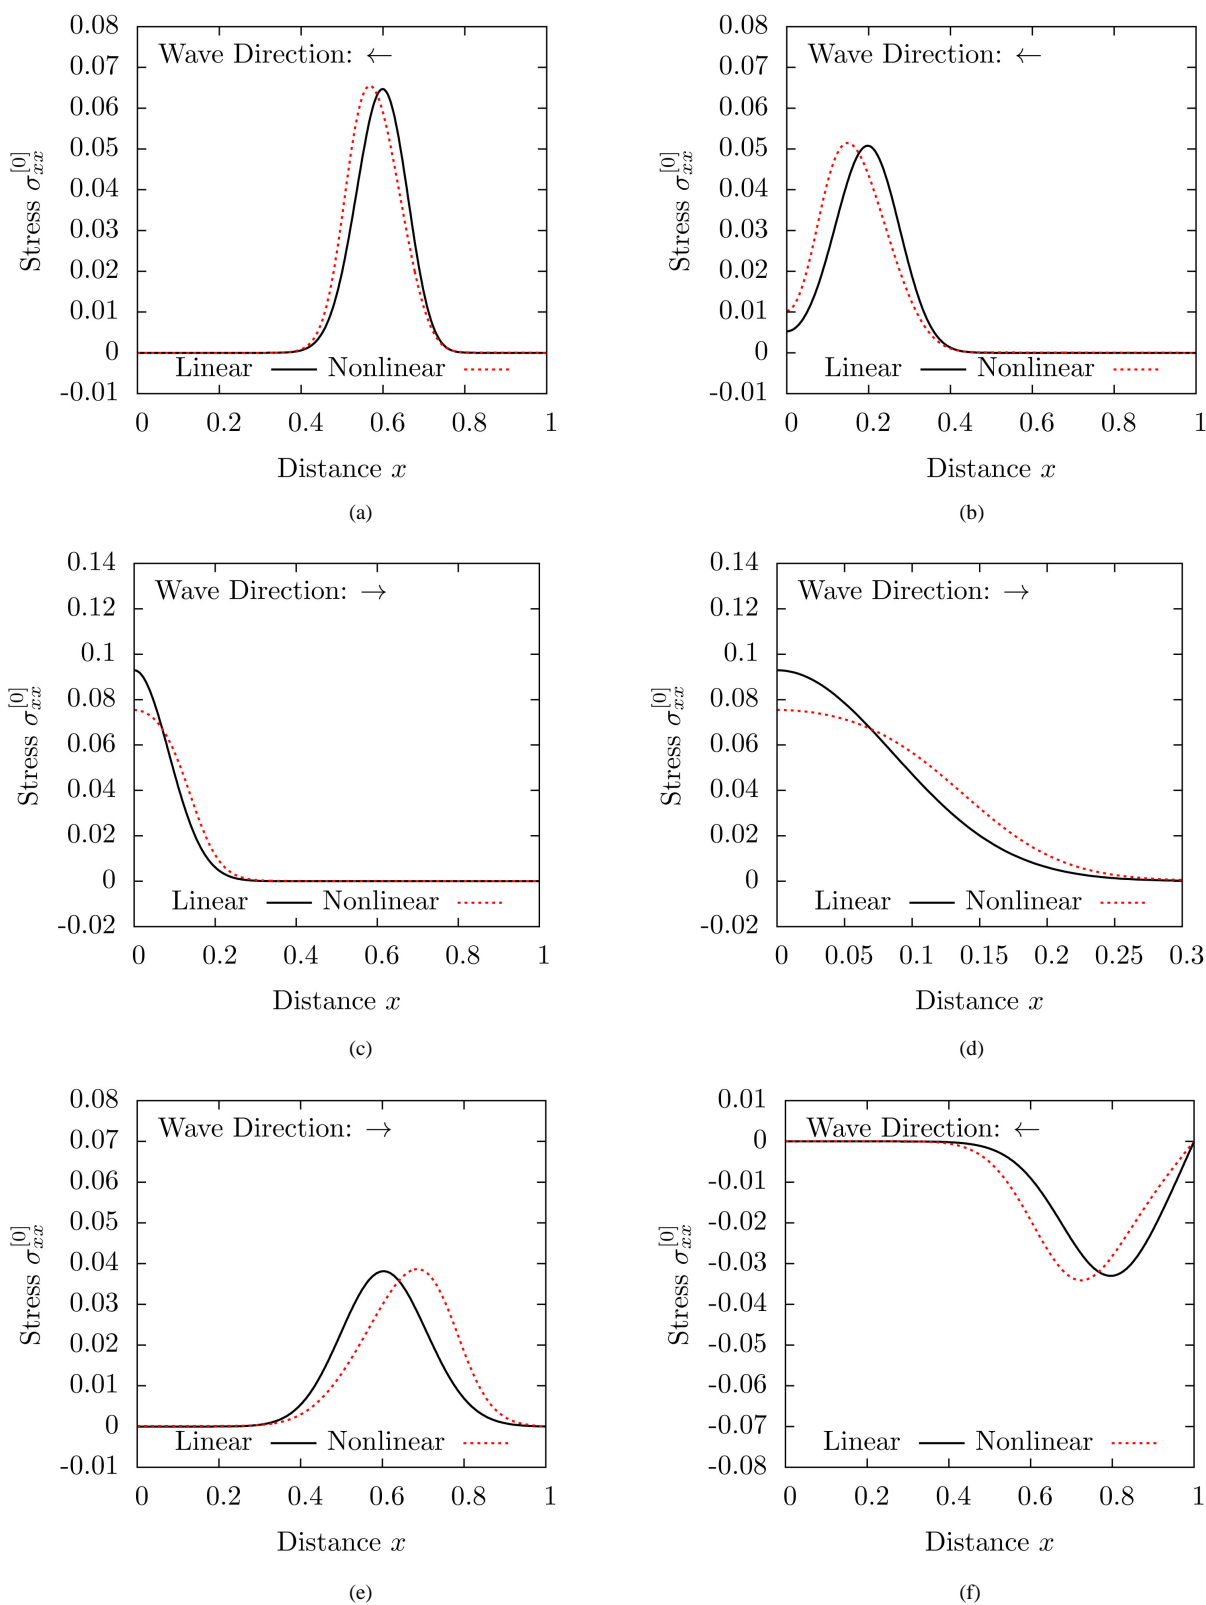 0.08
0.07
0.06
0.05
0.04
0.03
0.02
0.01
0
-0.01
Stress σxx[0]
Wave Direction: ←
Linear Nonlinear
0 0.2 0.4 0.6 0.8 1
Distance x
(a)
0.08
0.07
0.06
0.05
0.04
0.03
0.02
0.01
0
-0.01
Stress σxx[0]
Wave Direction: ←
Linear Nonlinear
0 0.2 0.4 0.6 0.8 1
Distance x
(b)
0.14
0.12
0.1
0.08
0.06
0.04
0.02
0
-0.02
Stress σxx[0]
Wave Direction: →
Linear Nonlinear
0 0.2 0.4 0.6 0.8 1
Distance x
(c)
0.14
0.12
0.1
0.08
0.06
0.04
0.02
0
-0.02
Stress σxx[0]
Wave Direction: →
Linear Nonlinear
0 0.05 0.1 0.15 0.2 0.25 0.3
Distance x
(d)
0.08
0.07
0.06
0.05
0.04
0.03
0.02
0.01
0
-0.01
Stress σxx[0]
Wave Direction: →
Linear Nonlinear
0 0.2 0.4 0.6 0.8 1
Distance x
(e)
0.01
0
-0.01
-0.02
-0.03
-0.04
-0.05
-0.06
-0.07
-0.08
Stress σxx[0]
Wave Direction: ←
Linear Nonlinear
0 0.2 0.4 0.6 0.8 1
Distance x
(f)